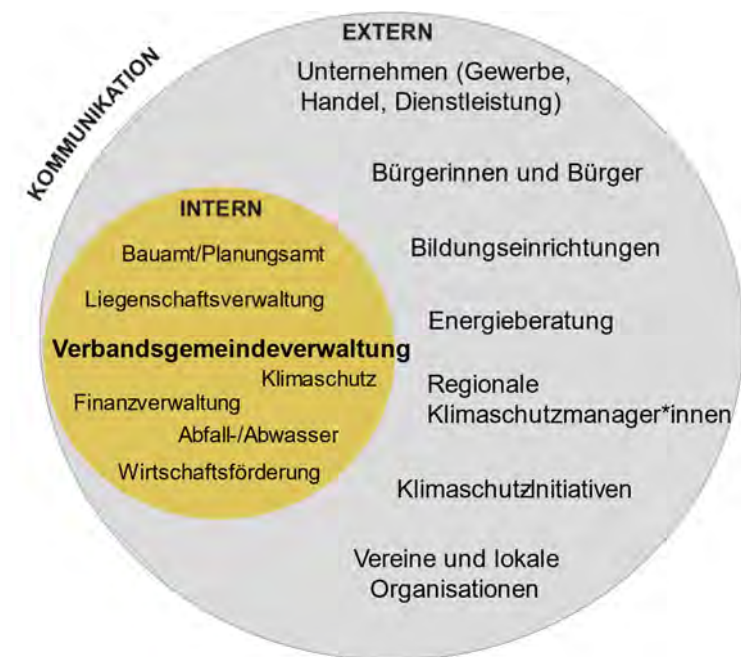 EXTERN
KOMMUNIKATION
Unternehmen (Gewerbe,
Handel, Dienstleistung)
Bürgerinnen und Bürger
INTERN
Bauamt/Planungsamt
Bildungseinrichtungen
Liegenschaftsverwaltung
Energieberatung
Verbandsgemeindeverwaltung
Klimaschutz
Regionale
Klimaschutzmanager*innen
Finanzverwaltung
Abfall-/Abwasser
Wirtschaftsförderung
KlimaschutzInitiativen
Vereine und lokale
Organisationen